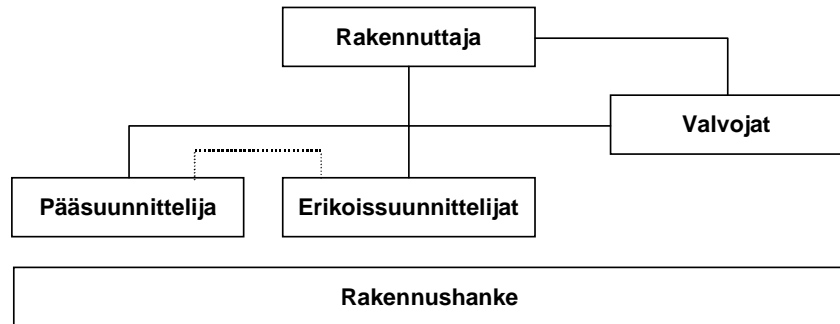 Rakennuttaja
Valvojat
Pääsuunnittelija
Erikoissuunnittelijat
Rakennushanke